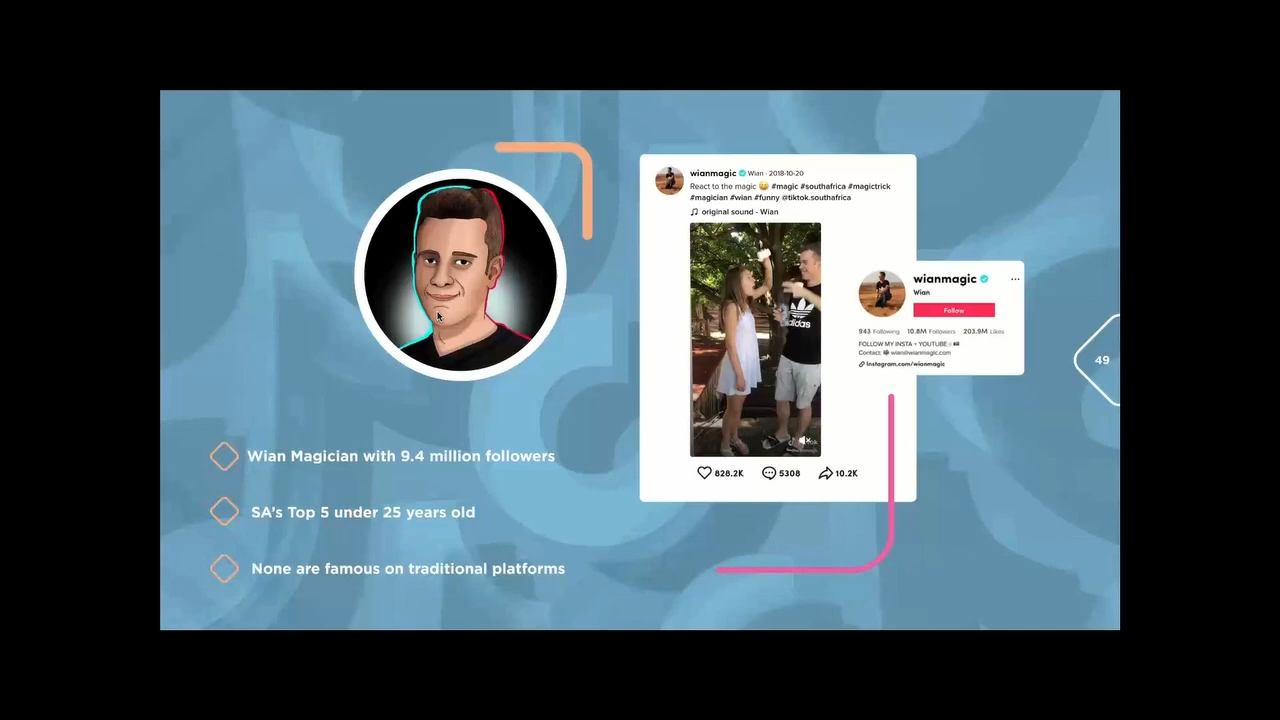 wianmagic Wian · 2018-10-20
React to the magic 😄 #magic #southafrica #magictrick
#magician #wian #funny @tiktok.southafrica
original sound - Wian
adidas
828.2K 5308 10.2K
wianmagic
Wian
Follow
943 Following 10.8M Followers 203.9M Likes
FOLLOW MY INSTA + YOUTUBE
Contact: wian@wianmagic.com
Instagram.com/wianmagic
49
Wian Magician with 9.4 million followers
SA's Top 5 under 25 years old
None are famous on traditional platforms